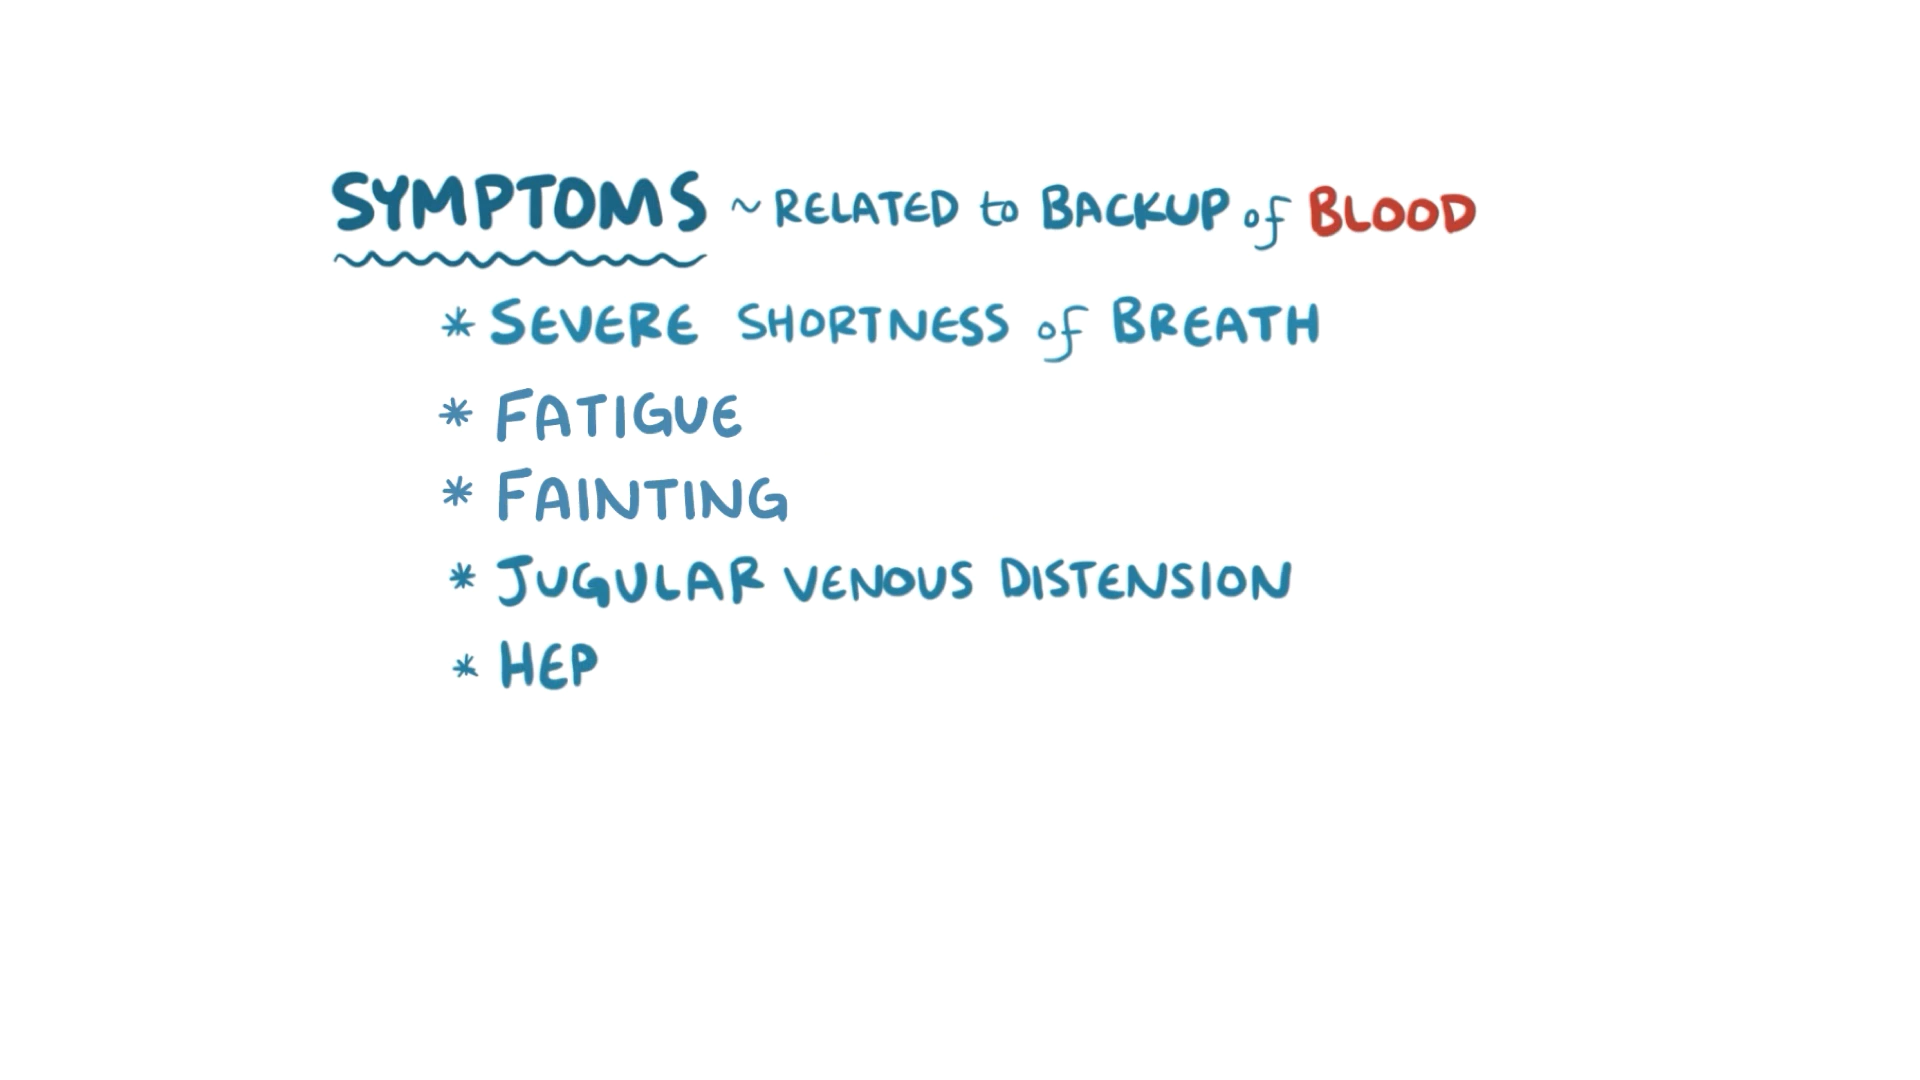 SYMPTOMS ~ RELATED to BACKUP of BLOOD
* SEVERE SHORTNESS of BREATH
* FATIGUE
* FAINTING
* JUGULAR VENOUS DISTENSION
* HEP